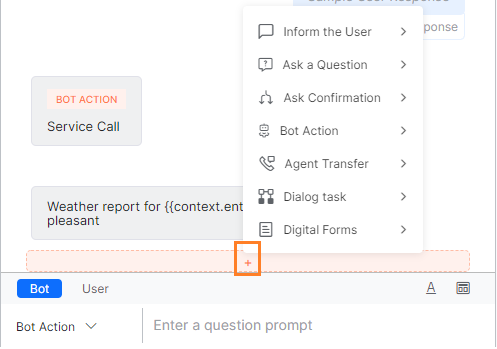 Sample User Response
ponse
Inform the User
Ask a Question
Ask Confirmation
Bot Action
Agent Transfer
Dialog task
Digital Forms
BOT ACTION
Service Call
Weather report for {{context.ent
pleasant
+
Bot
User
A
Bot Action
Enter a question prompt